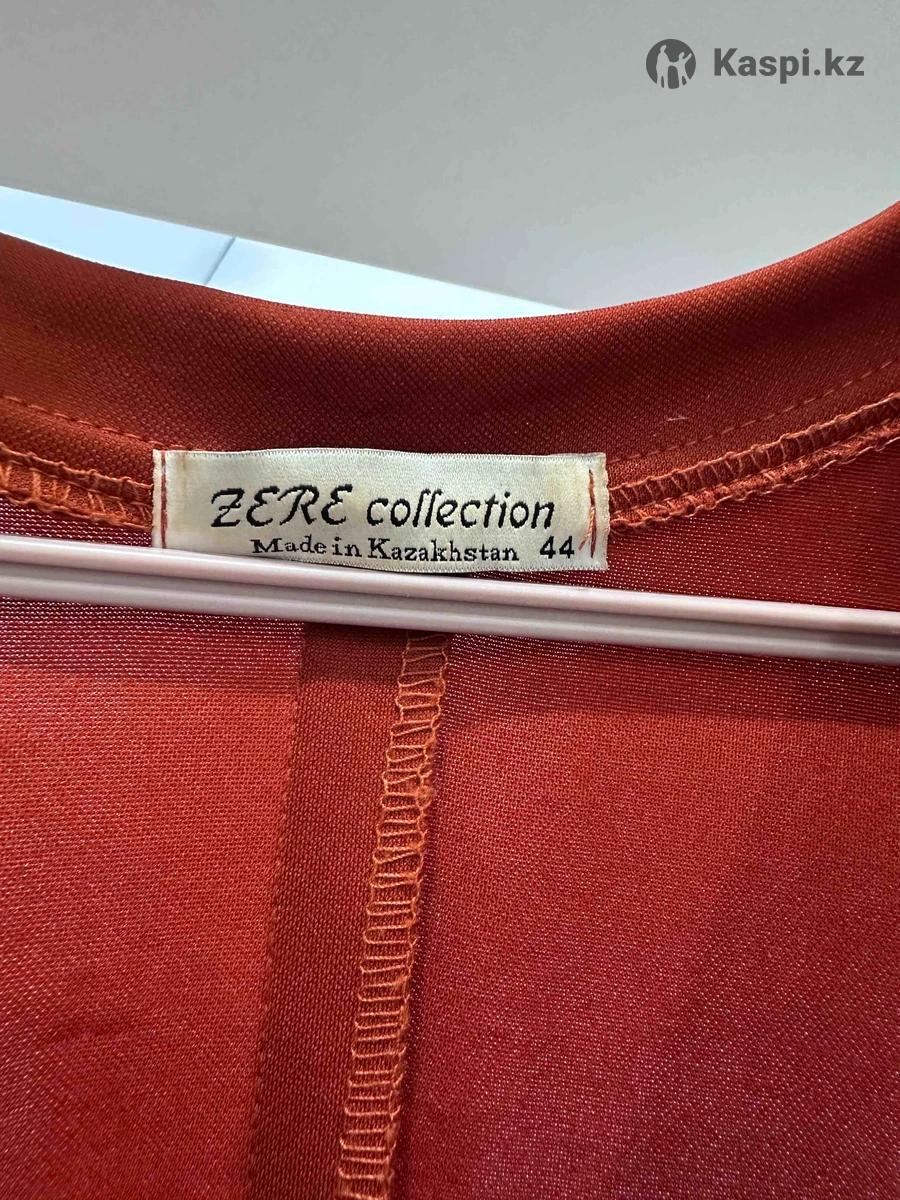 Kaspi.kz
ZERE collection
Made in Kazakhstan 44